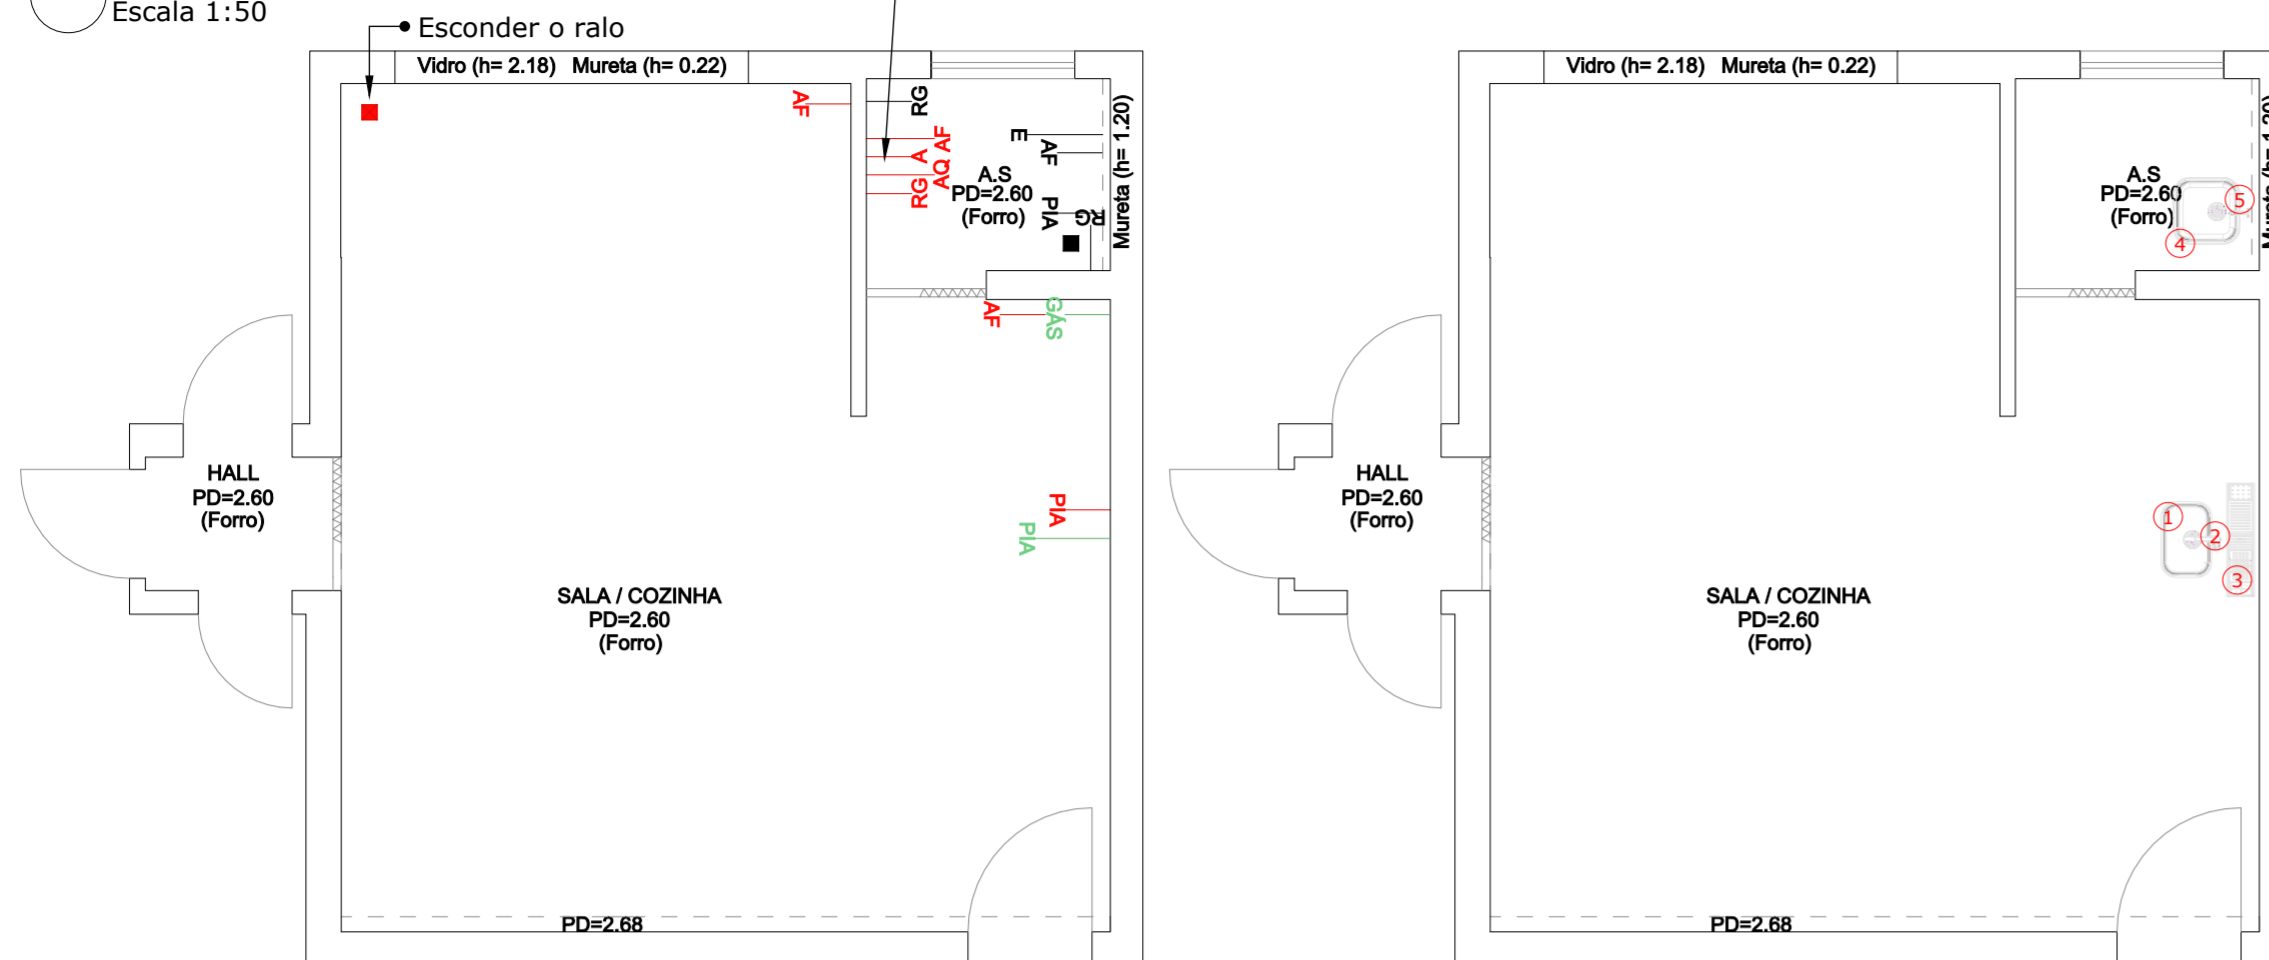 Escala 1:50
Esconder o ralo
Vidro (h= 2.18) Mureta (h= 0.22)
AF
RG
AF
A
AQ
RG
E
AF
PIA
RG
A.S
PD=2.60
(Forro)
Mureta (h= 1.20)
AF
GÁS
HALL
PD=2.60
(Forro)
PIA
PIA
SALA / COZINHA
PD=2.60
(Forro)
PD=2.68
Vidro (h= 2.18) Mureta (h= 0.22)
A.S
PD=2.60
(Forro)
5
4
Mureta (h= 1.20)
HALL
PD=2.60
(Forro)
1
2
3
SALA / COZINHA
PD=2.60
(Forro)
PD=2.68